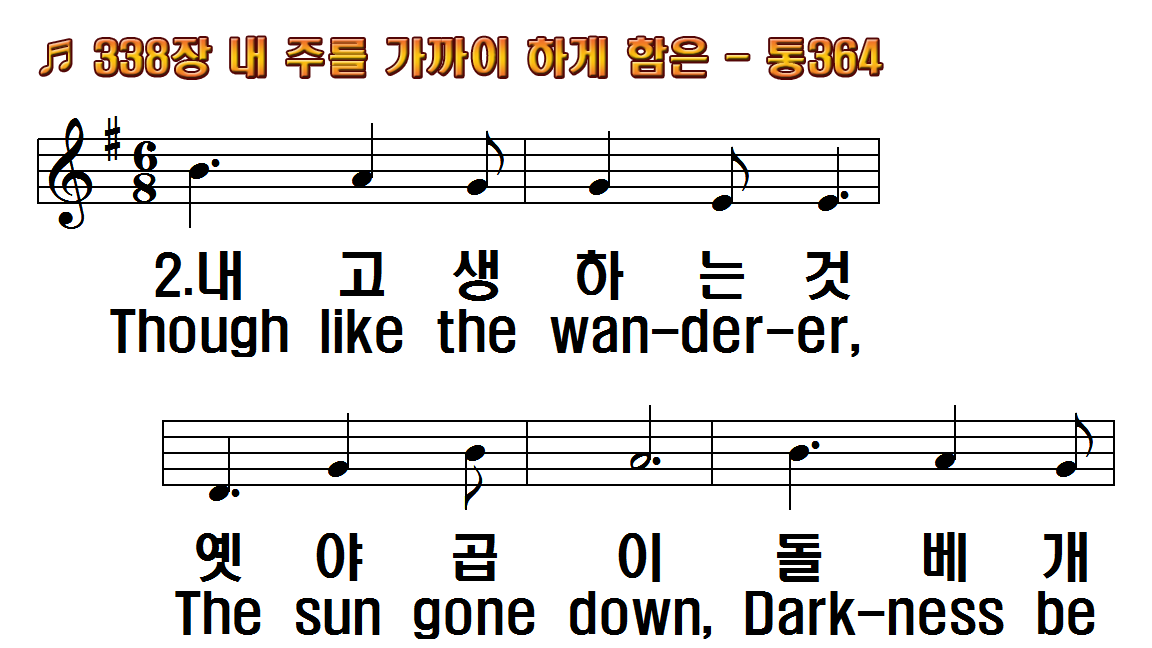 ♬ 338장 내 주를 가까이 하게 함은 - 통364
6
8
2.내 고 생 하 는 것
Though like the wan-der-er,
옛 야 곱 이 돌 베 개
The sun gone down, Dark-ness be